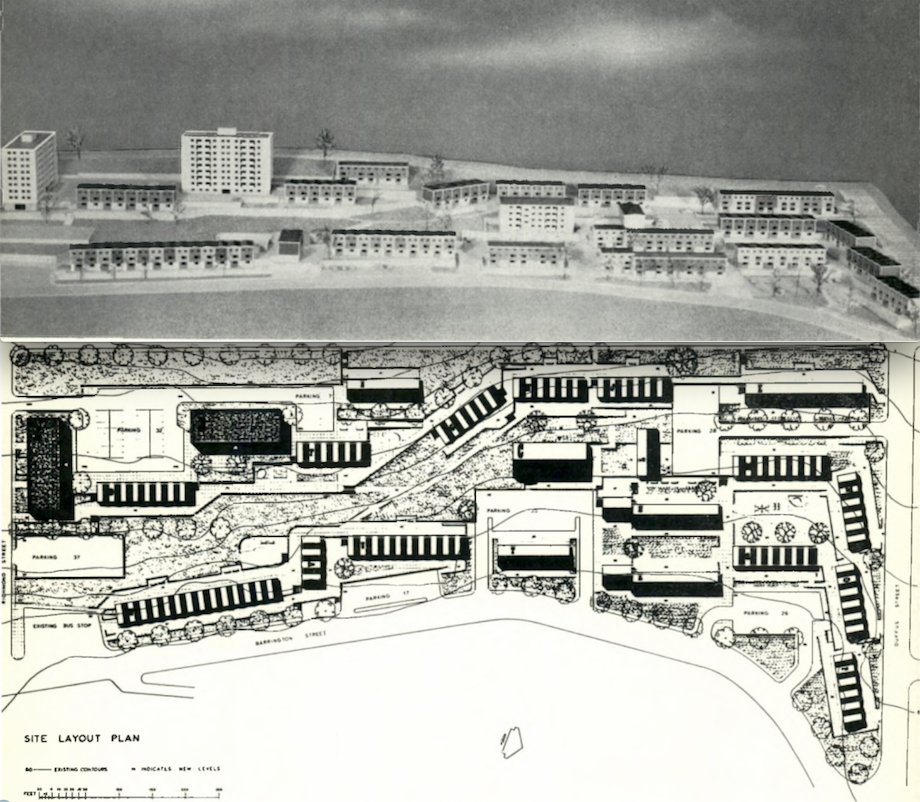 PARKING 7
PARKING 32
PARKING 28
PARKING 25
PARKING 37
RICHMOND STREET
PARKING 17
PARKING 26
DUFFUS STREET
EXISTING BUS STOP
BARRINGTON STREET
SITE LAYOUT PLAN
EXISTING CONTOURS
INDICATES NEW LEVELS
FEET